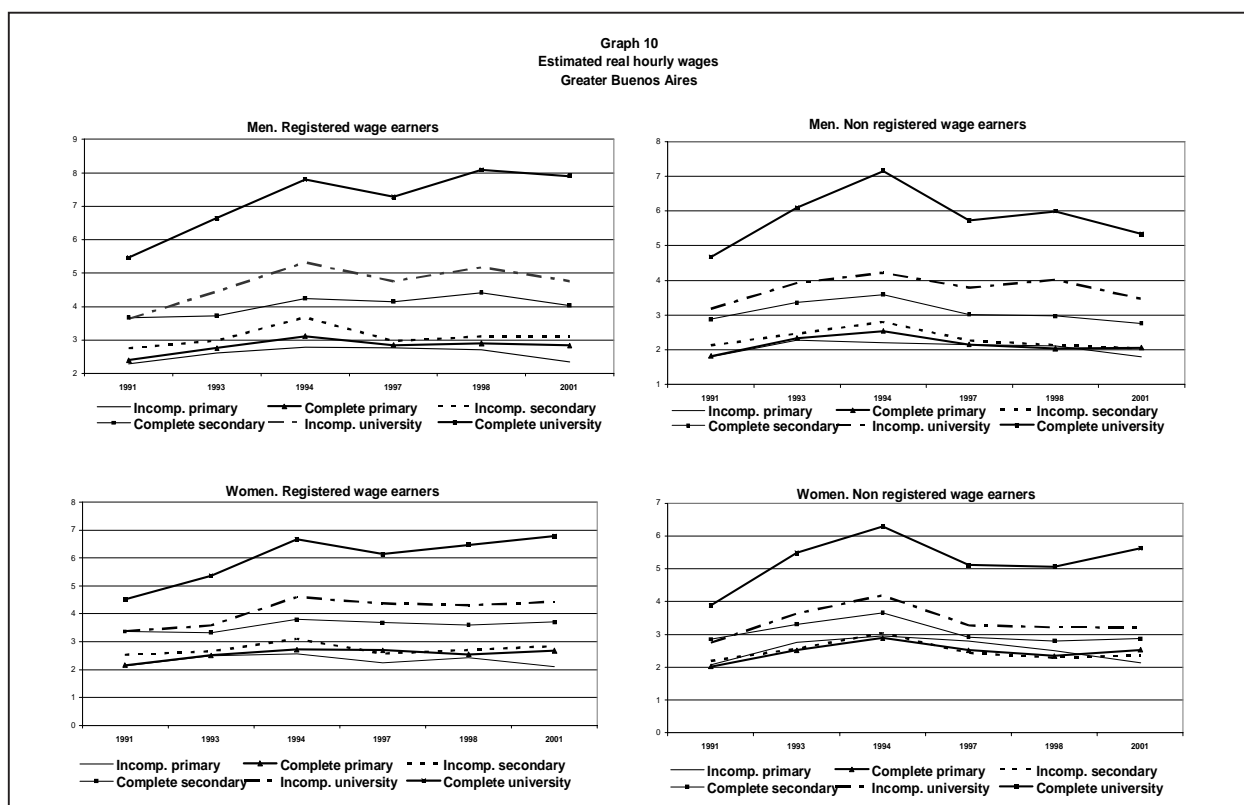 Graph 10
Estimated real hourly wages
Greater Buenos Aires
Men. Registered wage earners
9
8
7
6
5
4
3
2
1991 1993 1994 1997 1998 2001
Incomp. primary Complete primary Incomp. secondary
Complete secondary Incomp. university Complete university
Men. Non registered wage earners
8
7
6
5
4
3
2
1
1991 1993 1994 1997 1998 2001
Incomp. primary Complete primary Incomp. secondary
Complete secondary Incomp. university Complete university
Women. Registered wage earners
8
7
6
5
4
3
2
1
0
1991 1993 1994 1997 1998 2001
Incomp. primary Complete primary Incomp. secondary
Complete secondary Incomp. university Complete university
Women. Non registered wage earners
7
6
5
4
3
2
1
0
1991 1993 1994 1997 1998 2001
Incomp. primary Complete primary Incomp. secondary
Complete secondary Incomp. university Complete university